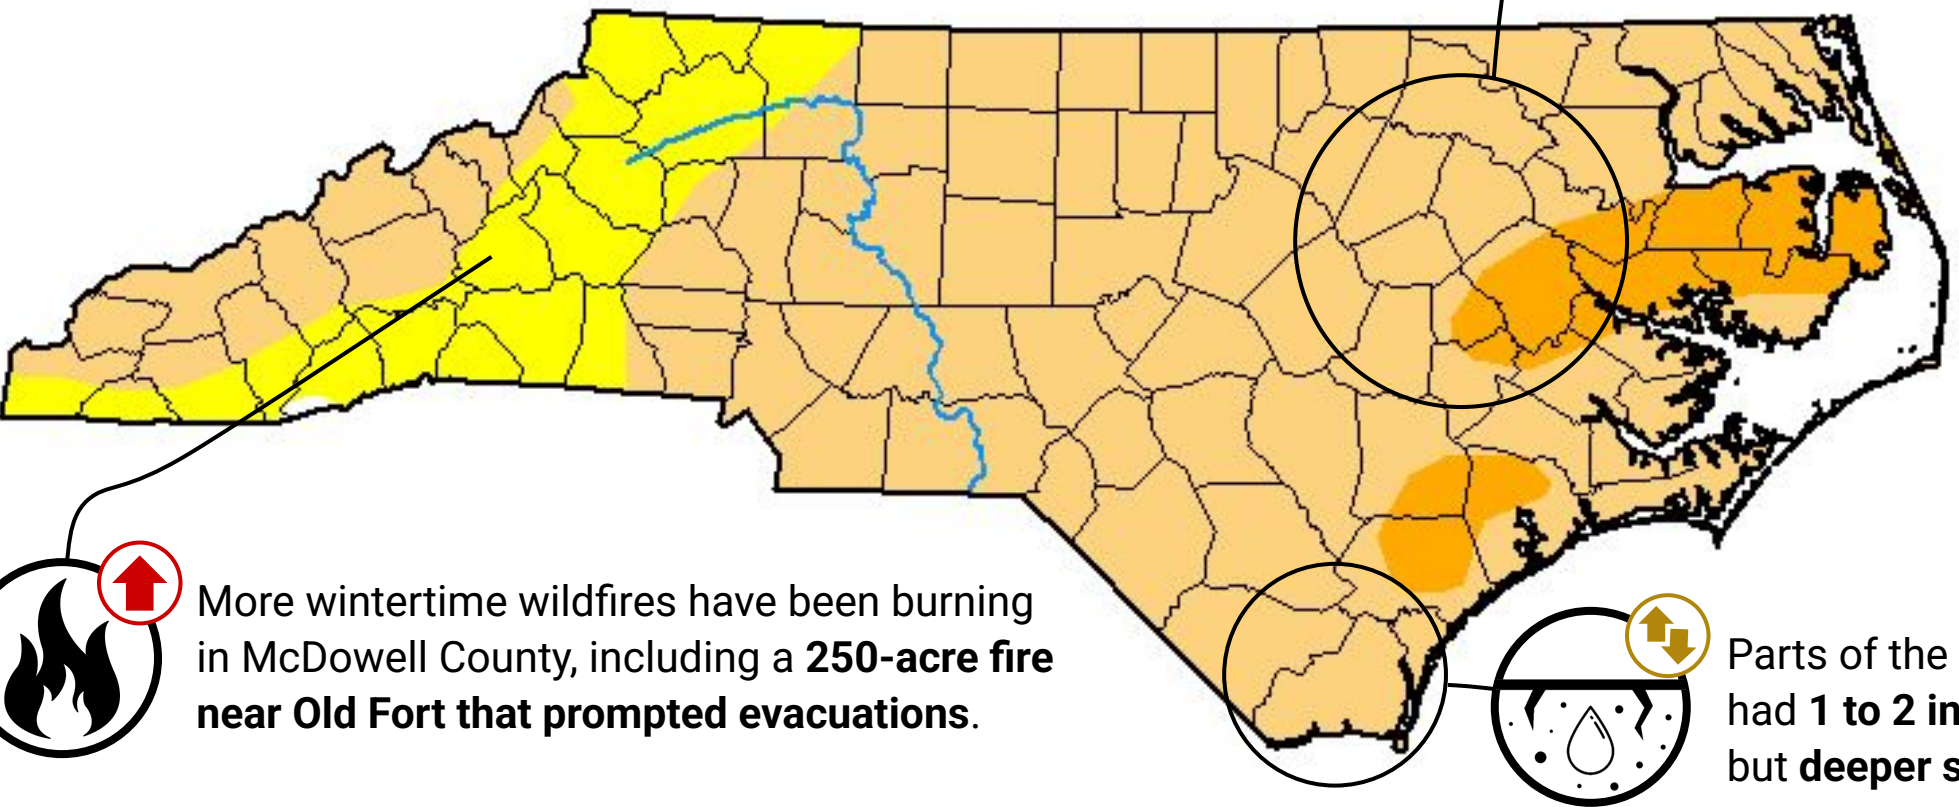 More wintertime wildfires have been burning
in McDowell County, including a 250-acre fire
near Old Fort that prompted evacuations.
Parts of the
had 1 to 2 in
but deeper s